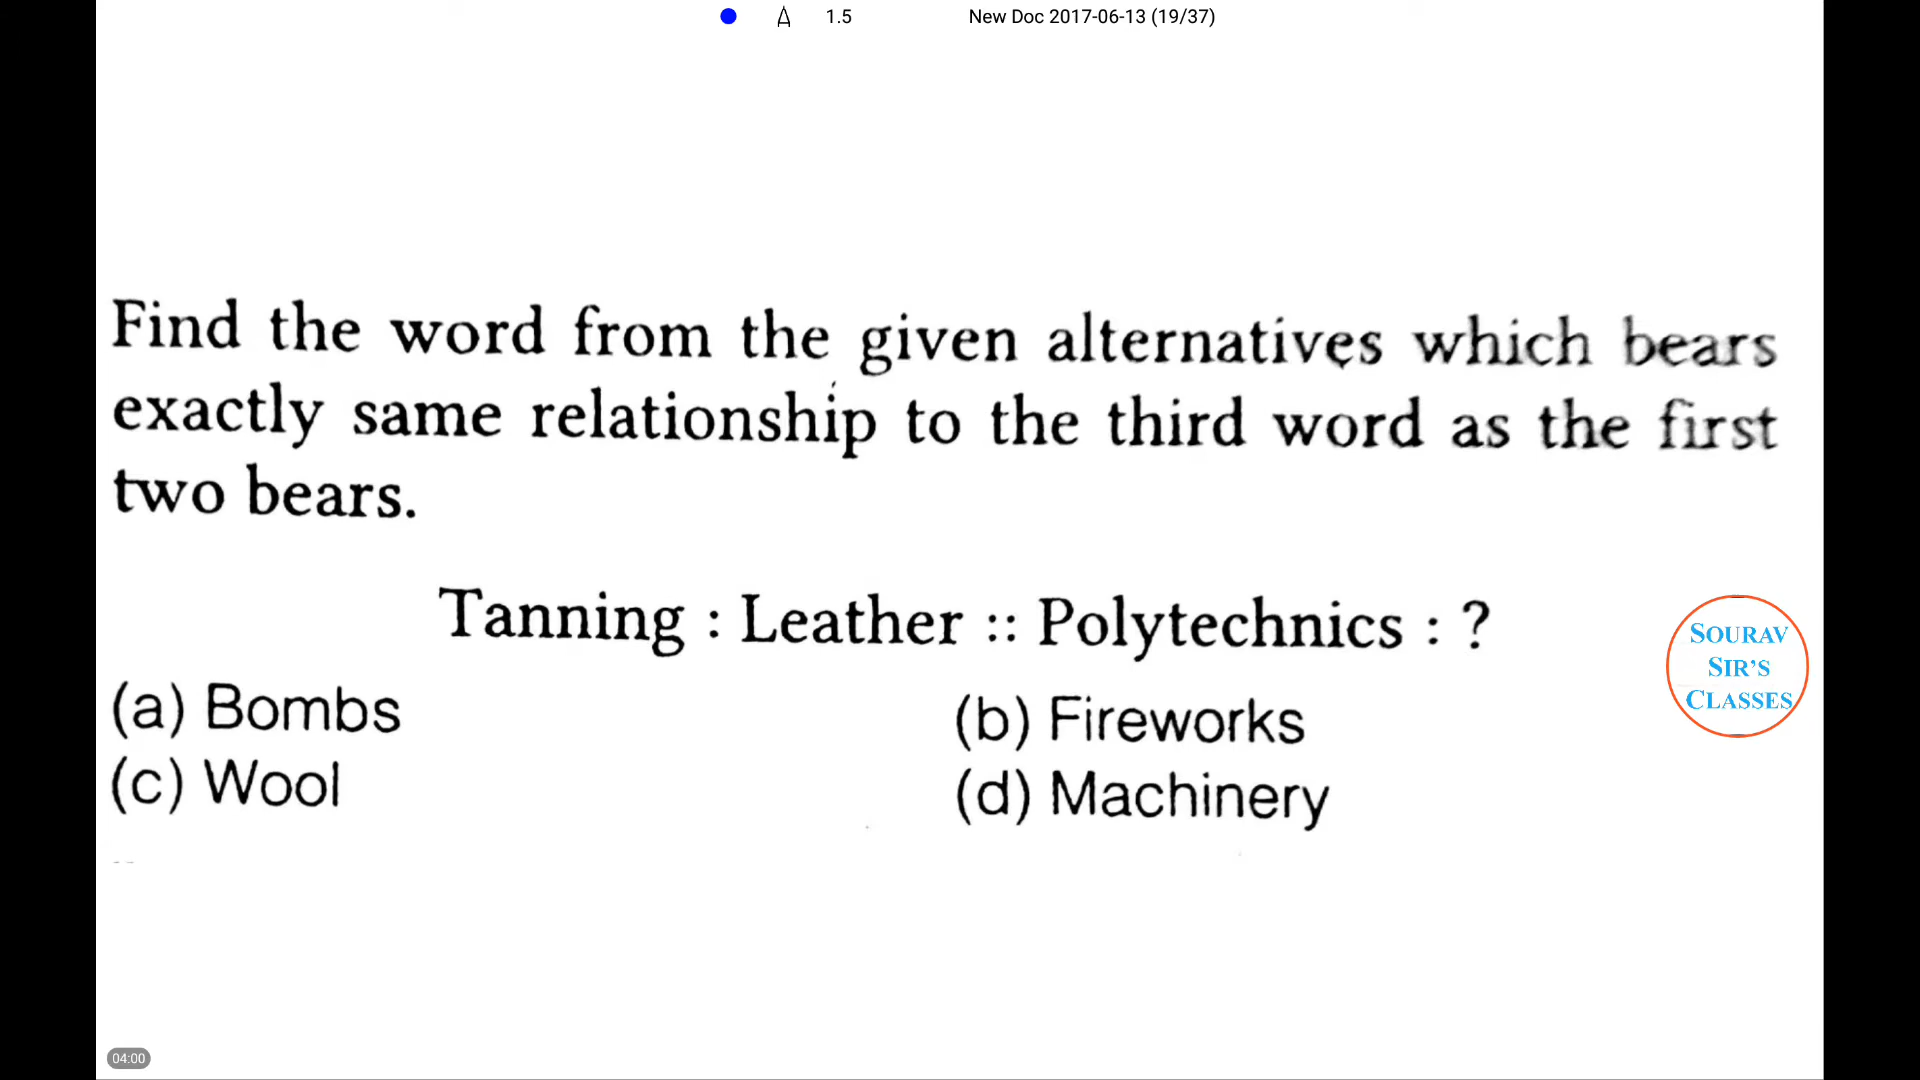 1.5 New Doc 2017-06-13 (19/37)
Find the word from the given alternatives which bears
exactly same relationship to the third word as the first
two bears.
Tanning : Leather :: Polytechnics : ?
(a) Bombs (b) Fireworks
(c) Wool (d) Machinery
SOURAV
SIR'S
CLASSES
04:00